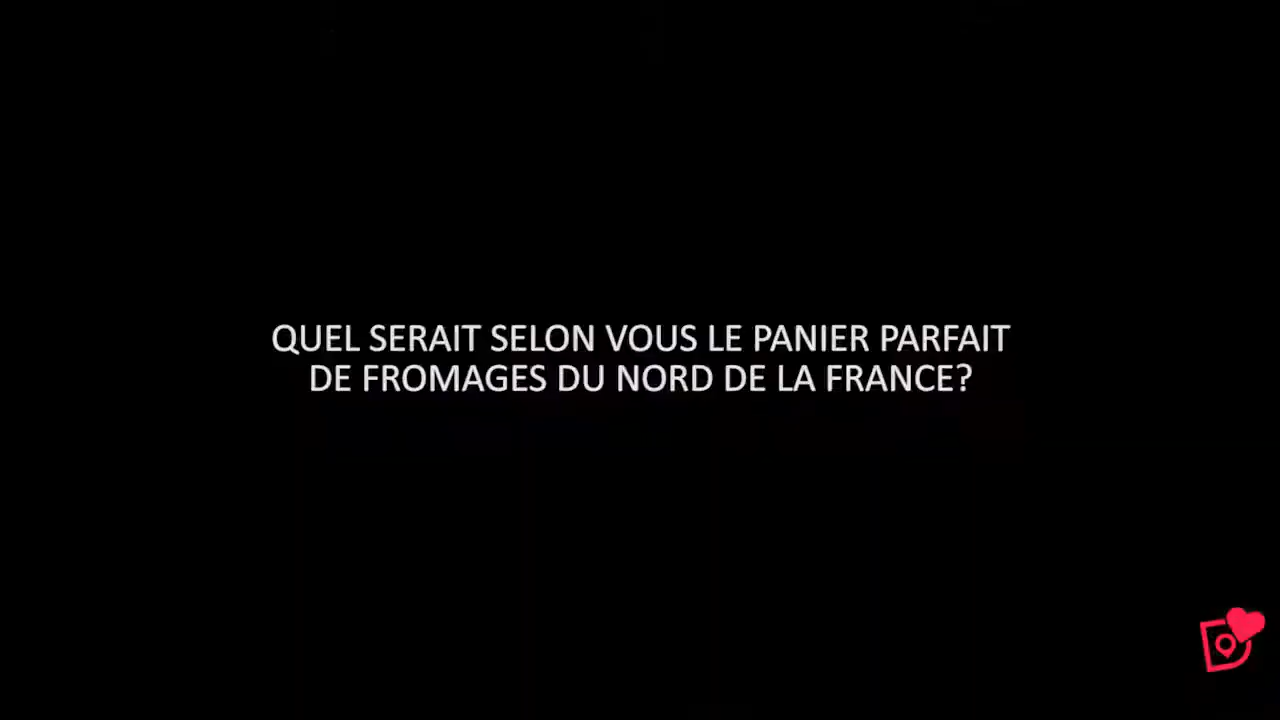 QUEL SERAIT SELON VOUS LE PANIER PARFAIT
DE FROMAGES DU NORD DE LA FRANCE?